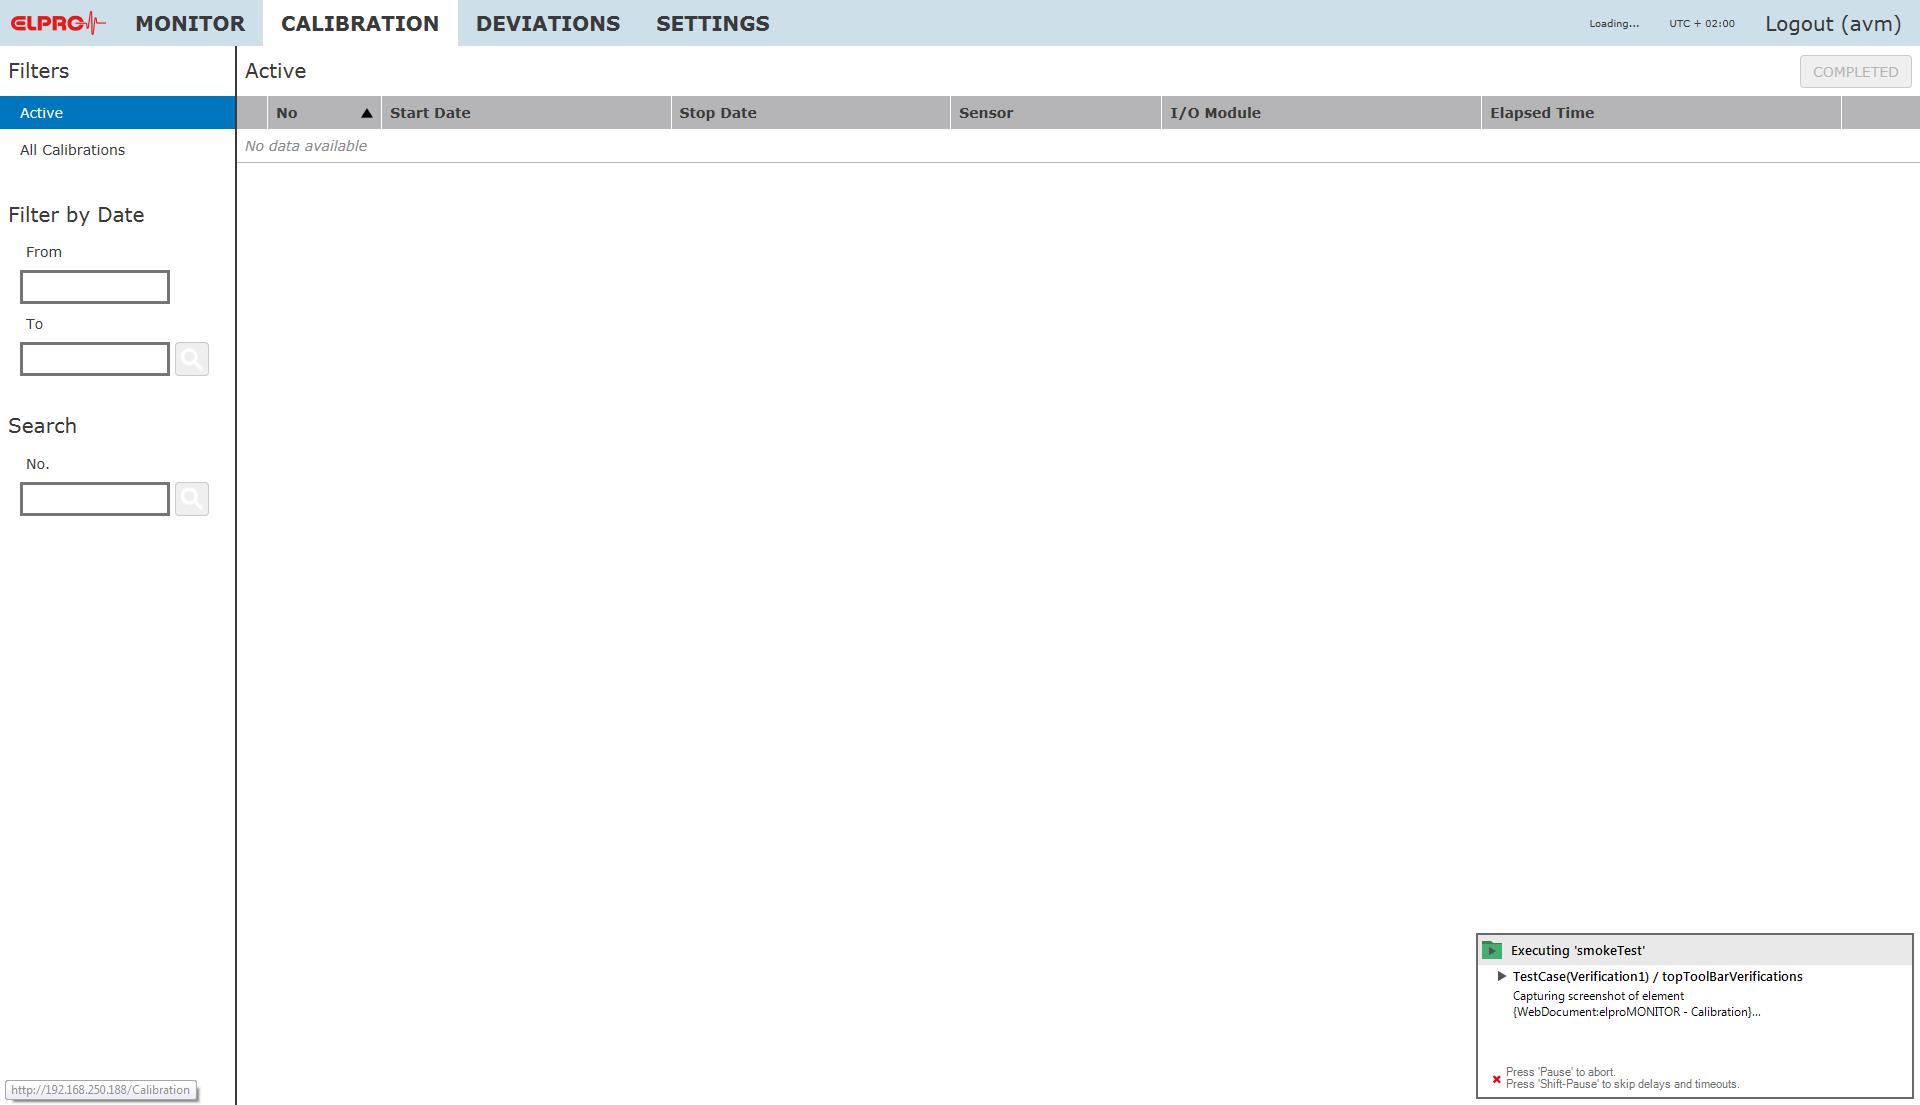 ELPRO MONITOR CALIBRATION DEVIATIONS SETTINGS Loading... UTC + 02:00 Logout (avm)
Filters
Active
All Calibrations
Filter by Date
From
To
Search
No.
Active
COMPLETED
No ▲ Start Date Stop Date Sensor I/O Module Elapsed Time
No data available
Executing 'smokeTest'
TestCase(Verification1) / topToolBarVerifications
Capturing screenshot of element
{WebDocument:elproMONITOR - Calibration}...
Press 'Pause' to abort.
Press 'Shift-Pause' to skip delays and timeouts.
http://192.168.250.188/Calibration